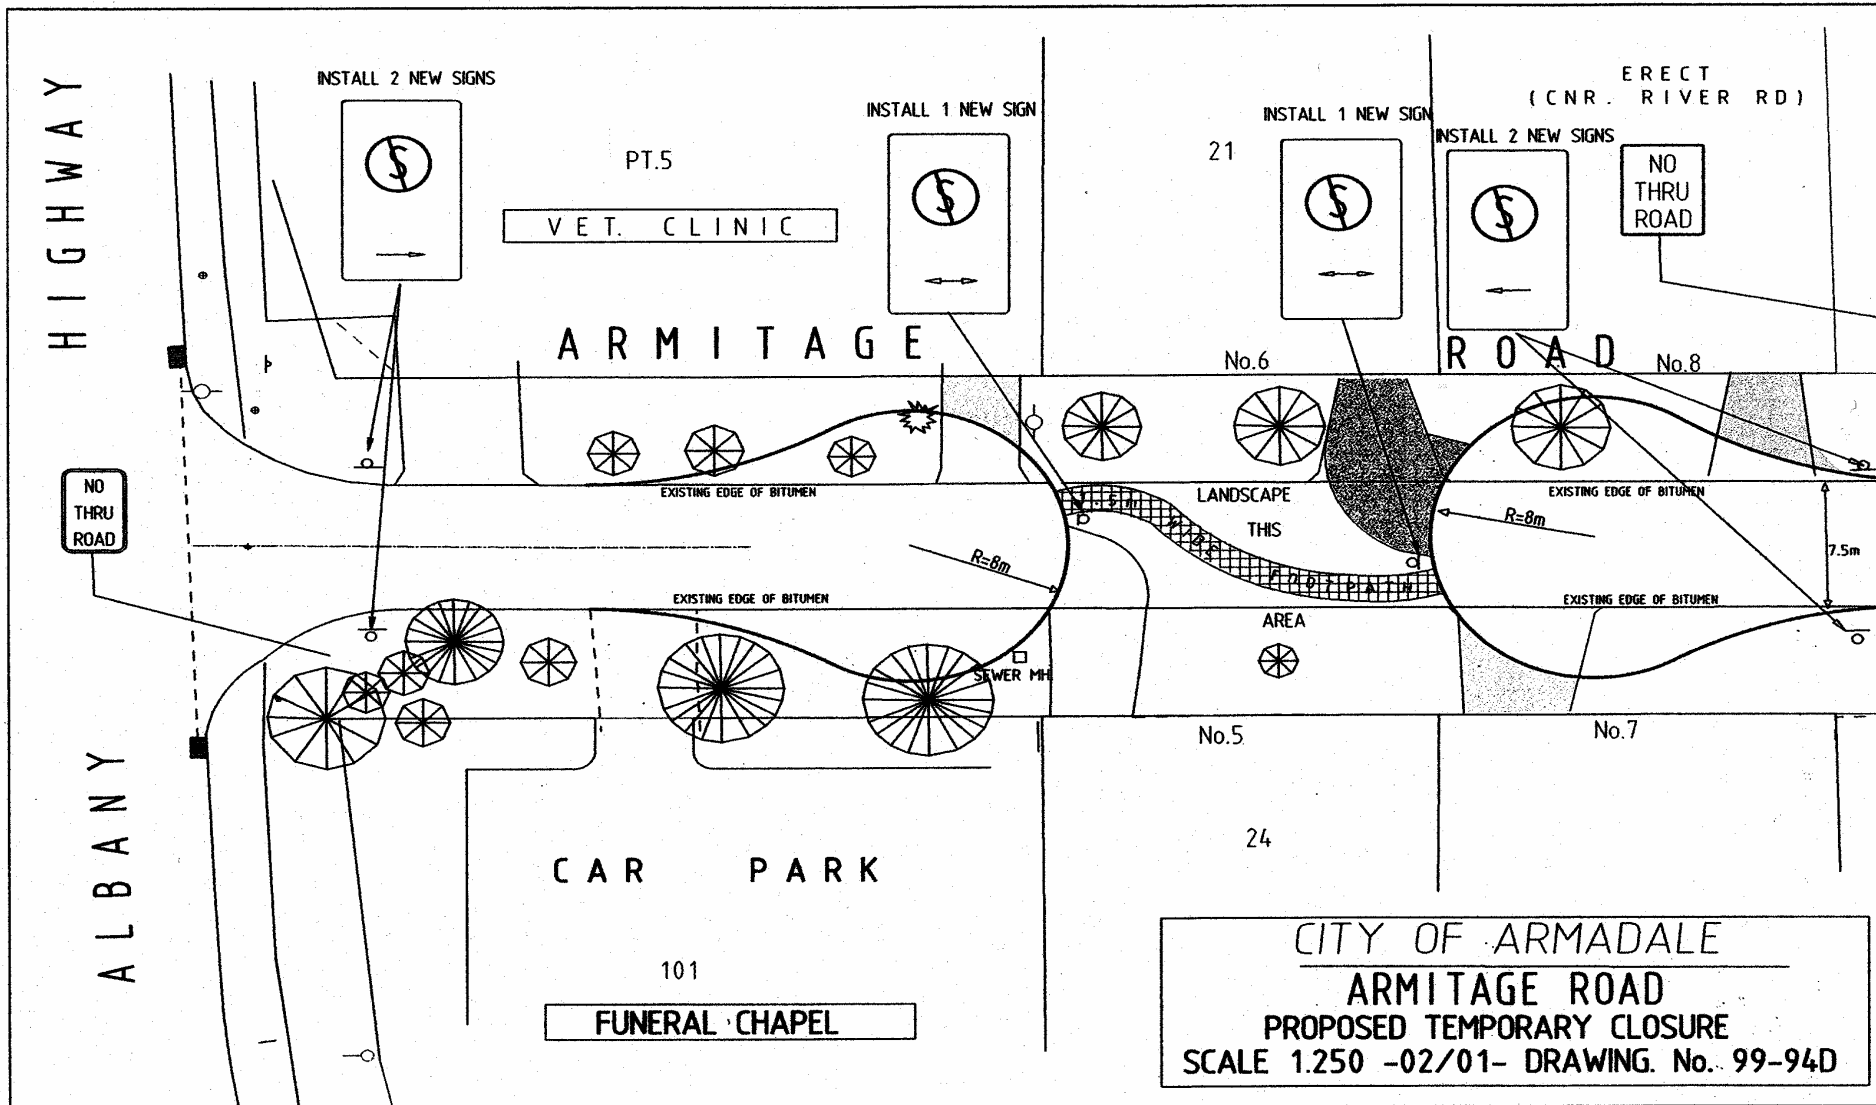 HIGHWAY
ALBANY
INSTALL 2 NEW SIGNS
S
PT.5
VET. CLINIC
INSTALL 1 NEW SIGN
S
21
INSTALL 1 NEW SIGN
S
INSTALL 2 NEW SIGNS
S
ERECT
(CNR. RIVER RD)
NO
THRU
ROAD
ARMITAGE ROAD
No.6
No.8
NO
THRU
ROAD
EXISTING EDGE OF BITUMEN
1.5m WIDE FOOTPATH
LANDSCAPE
THIS
AREA
EXISTING EDGE OF BITUMEN
R=8m
R=8m
7.5m
EXISTING EDGE OF BITUMEN
EXISTING EDGE OF BITUMEN
SEWER MH
No.5
No.7
24
CAR PARK
101
FUNERAL CHAPEL
CITY OF ARMADALE
ARMITAGE ROAD
PROPOSED TEMPORARY CLOSURE
SCALE 1.250 -02/01- DRAWING. No. 99-94D